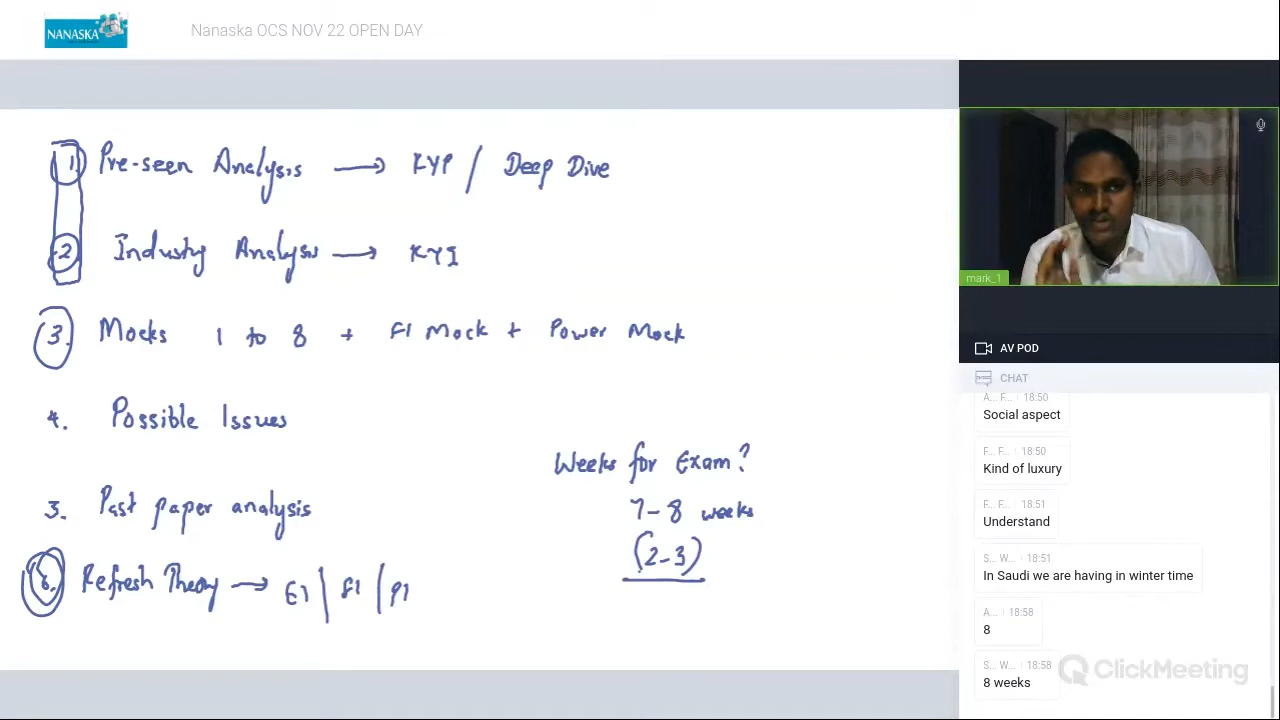 NANASKA
Nanaska OCS NOV 22 OPEN DAY
1 Pre-seen Analysis → KYP / Deep Dive
2 Industry Analysis → KYI
3. Mocks 1 to 8 + F1 Mock + Power Mock
4. Possible Issues
5. Past paper analysis
6. Refresh Theory → E1 | F1 | P1
Weeks for Exam?
7-8 weeks
(2-3)
mark_1
AV POD
CHAT
A... F... 18:50
Social aspect
F... F... 18:50
Kind of luxury
F... F... 18:51
Understand
S... W... 18:51
In Saudi we are having in winter time
A... 18:58
8
S... W... 18:58
8 weeks
ClickMeeting